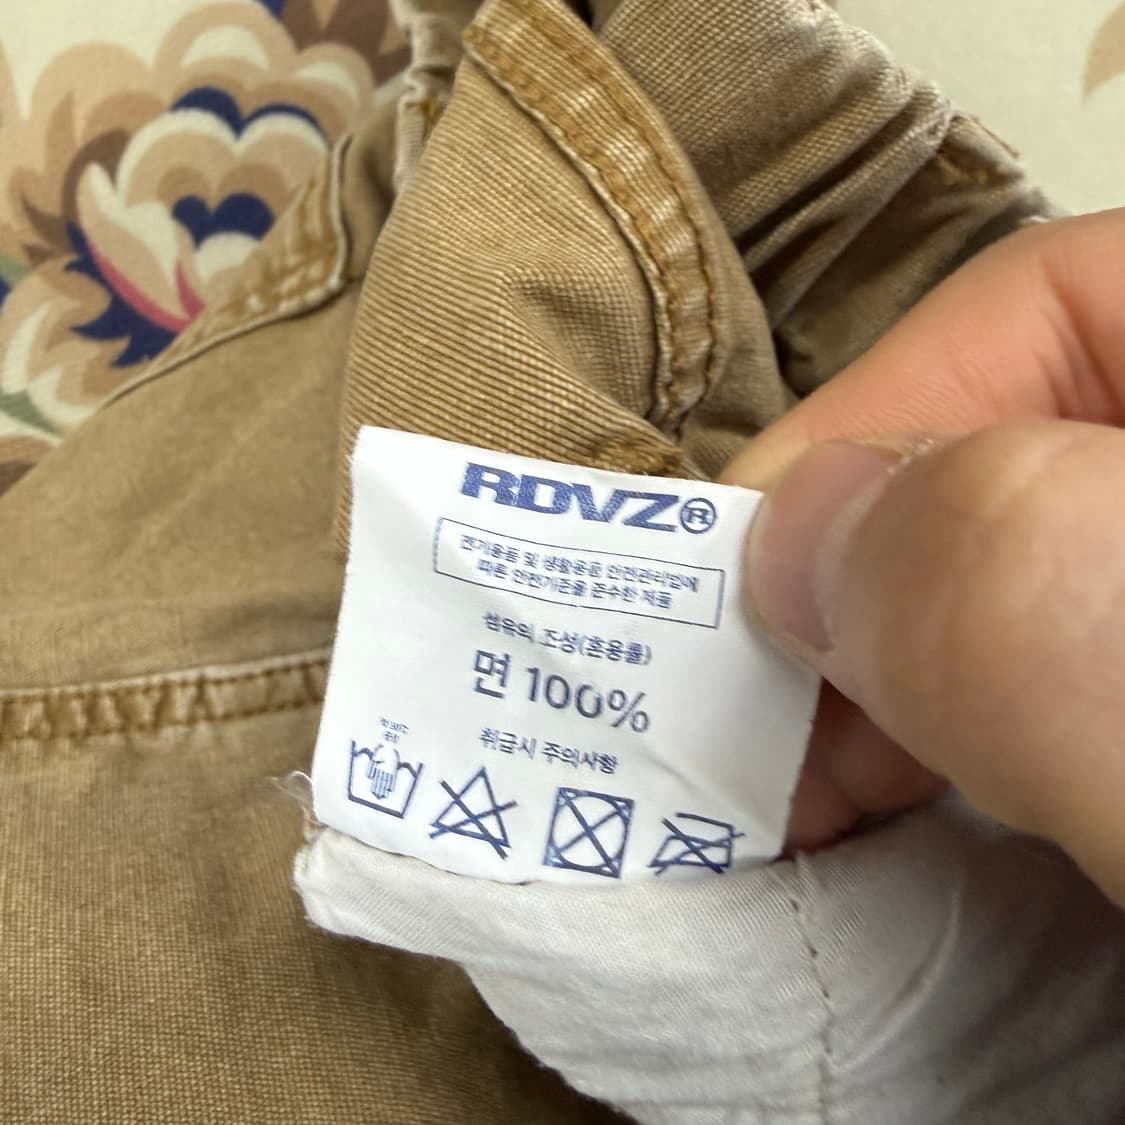 RDVZ®
전기용품 및 생활용품 안전관리법에
따른 안전기준을 준수한 제품
섬유의 조성(혼용률)
면 100%
취급시 주의사항